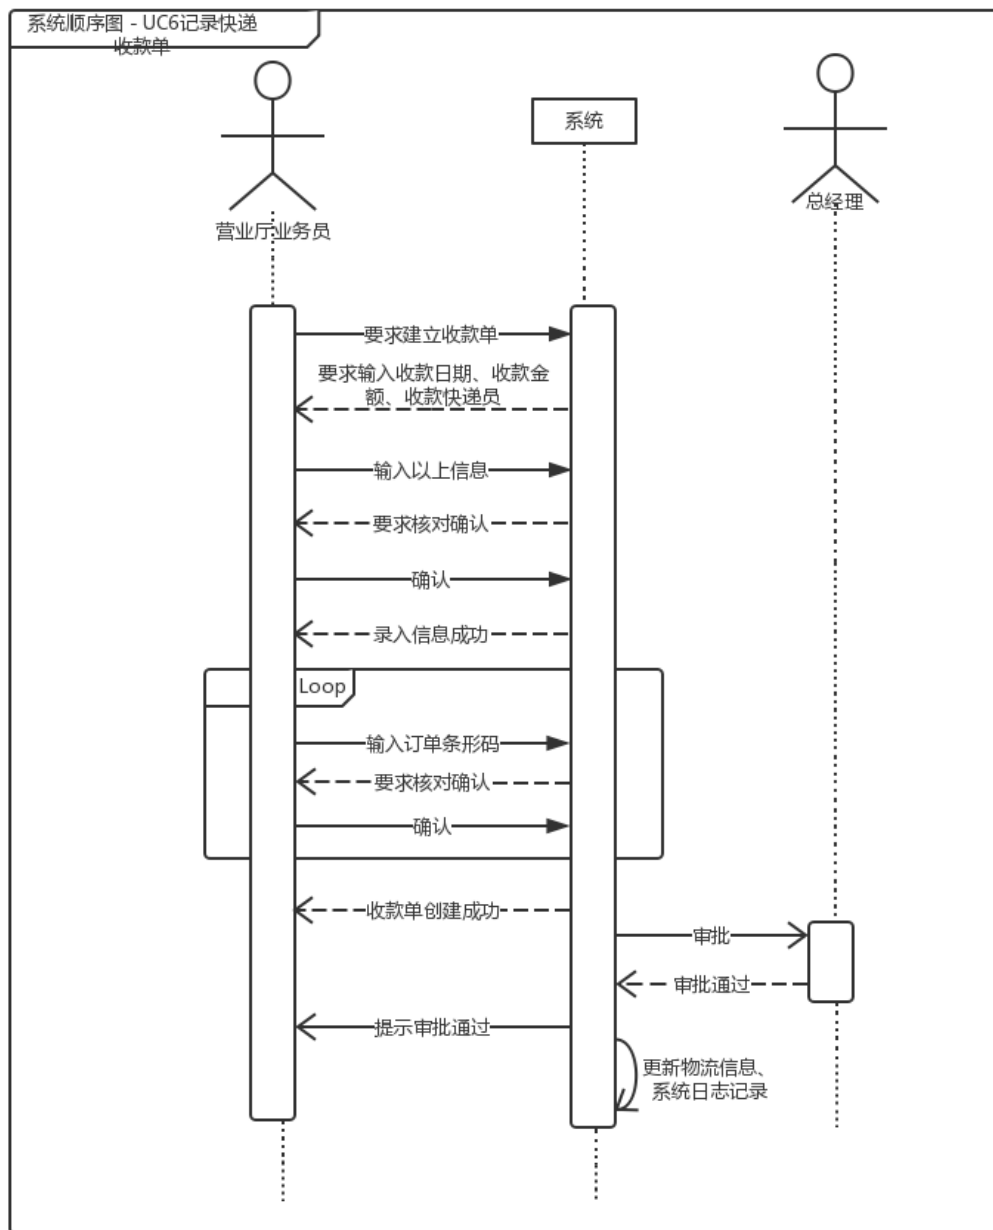 系统顺序图 - UC6记录快递
收款单
系统
总经理
营业厅业务员
要求建立收款单
要求输入收款日期、收款金
额、收款快递员
输入以上信息
要求核对确认
确认
录入信息成功
Loop
输入订单条形码
要求核对确认
确认
收款单创建成功
审批
审批通过
提示审批通过
更新物流信息、
系统日志记录